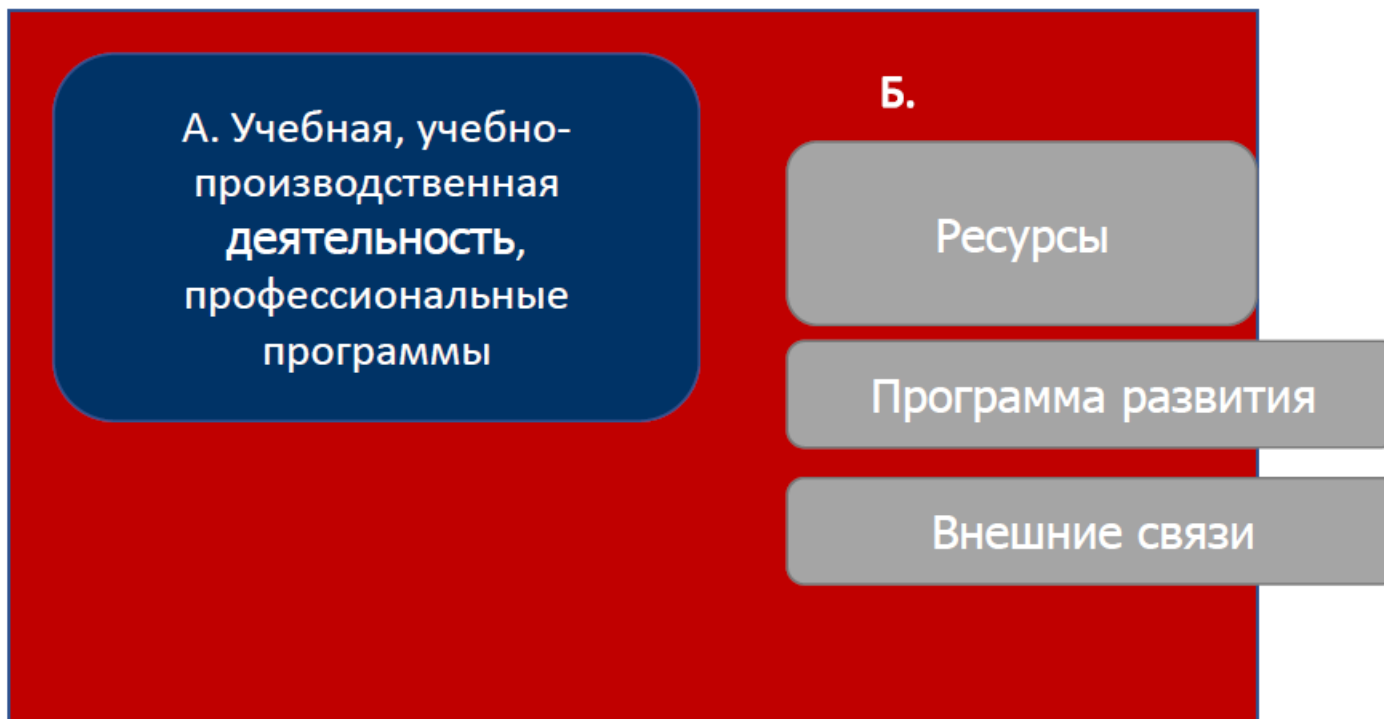 А. Учебная, учебно-
производственная
деятельность,
профессиональные
программы
Б.
Ресурсы
Программа развития
Внешние связи